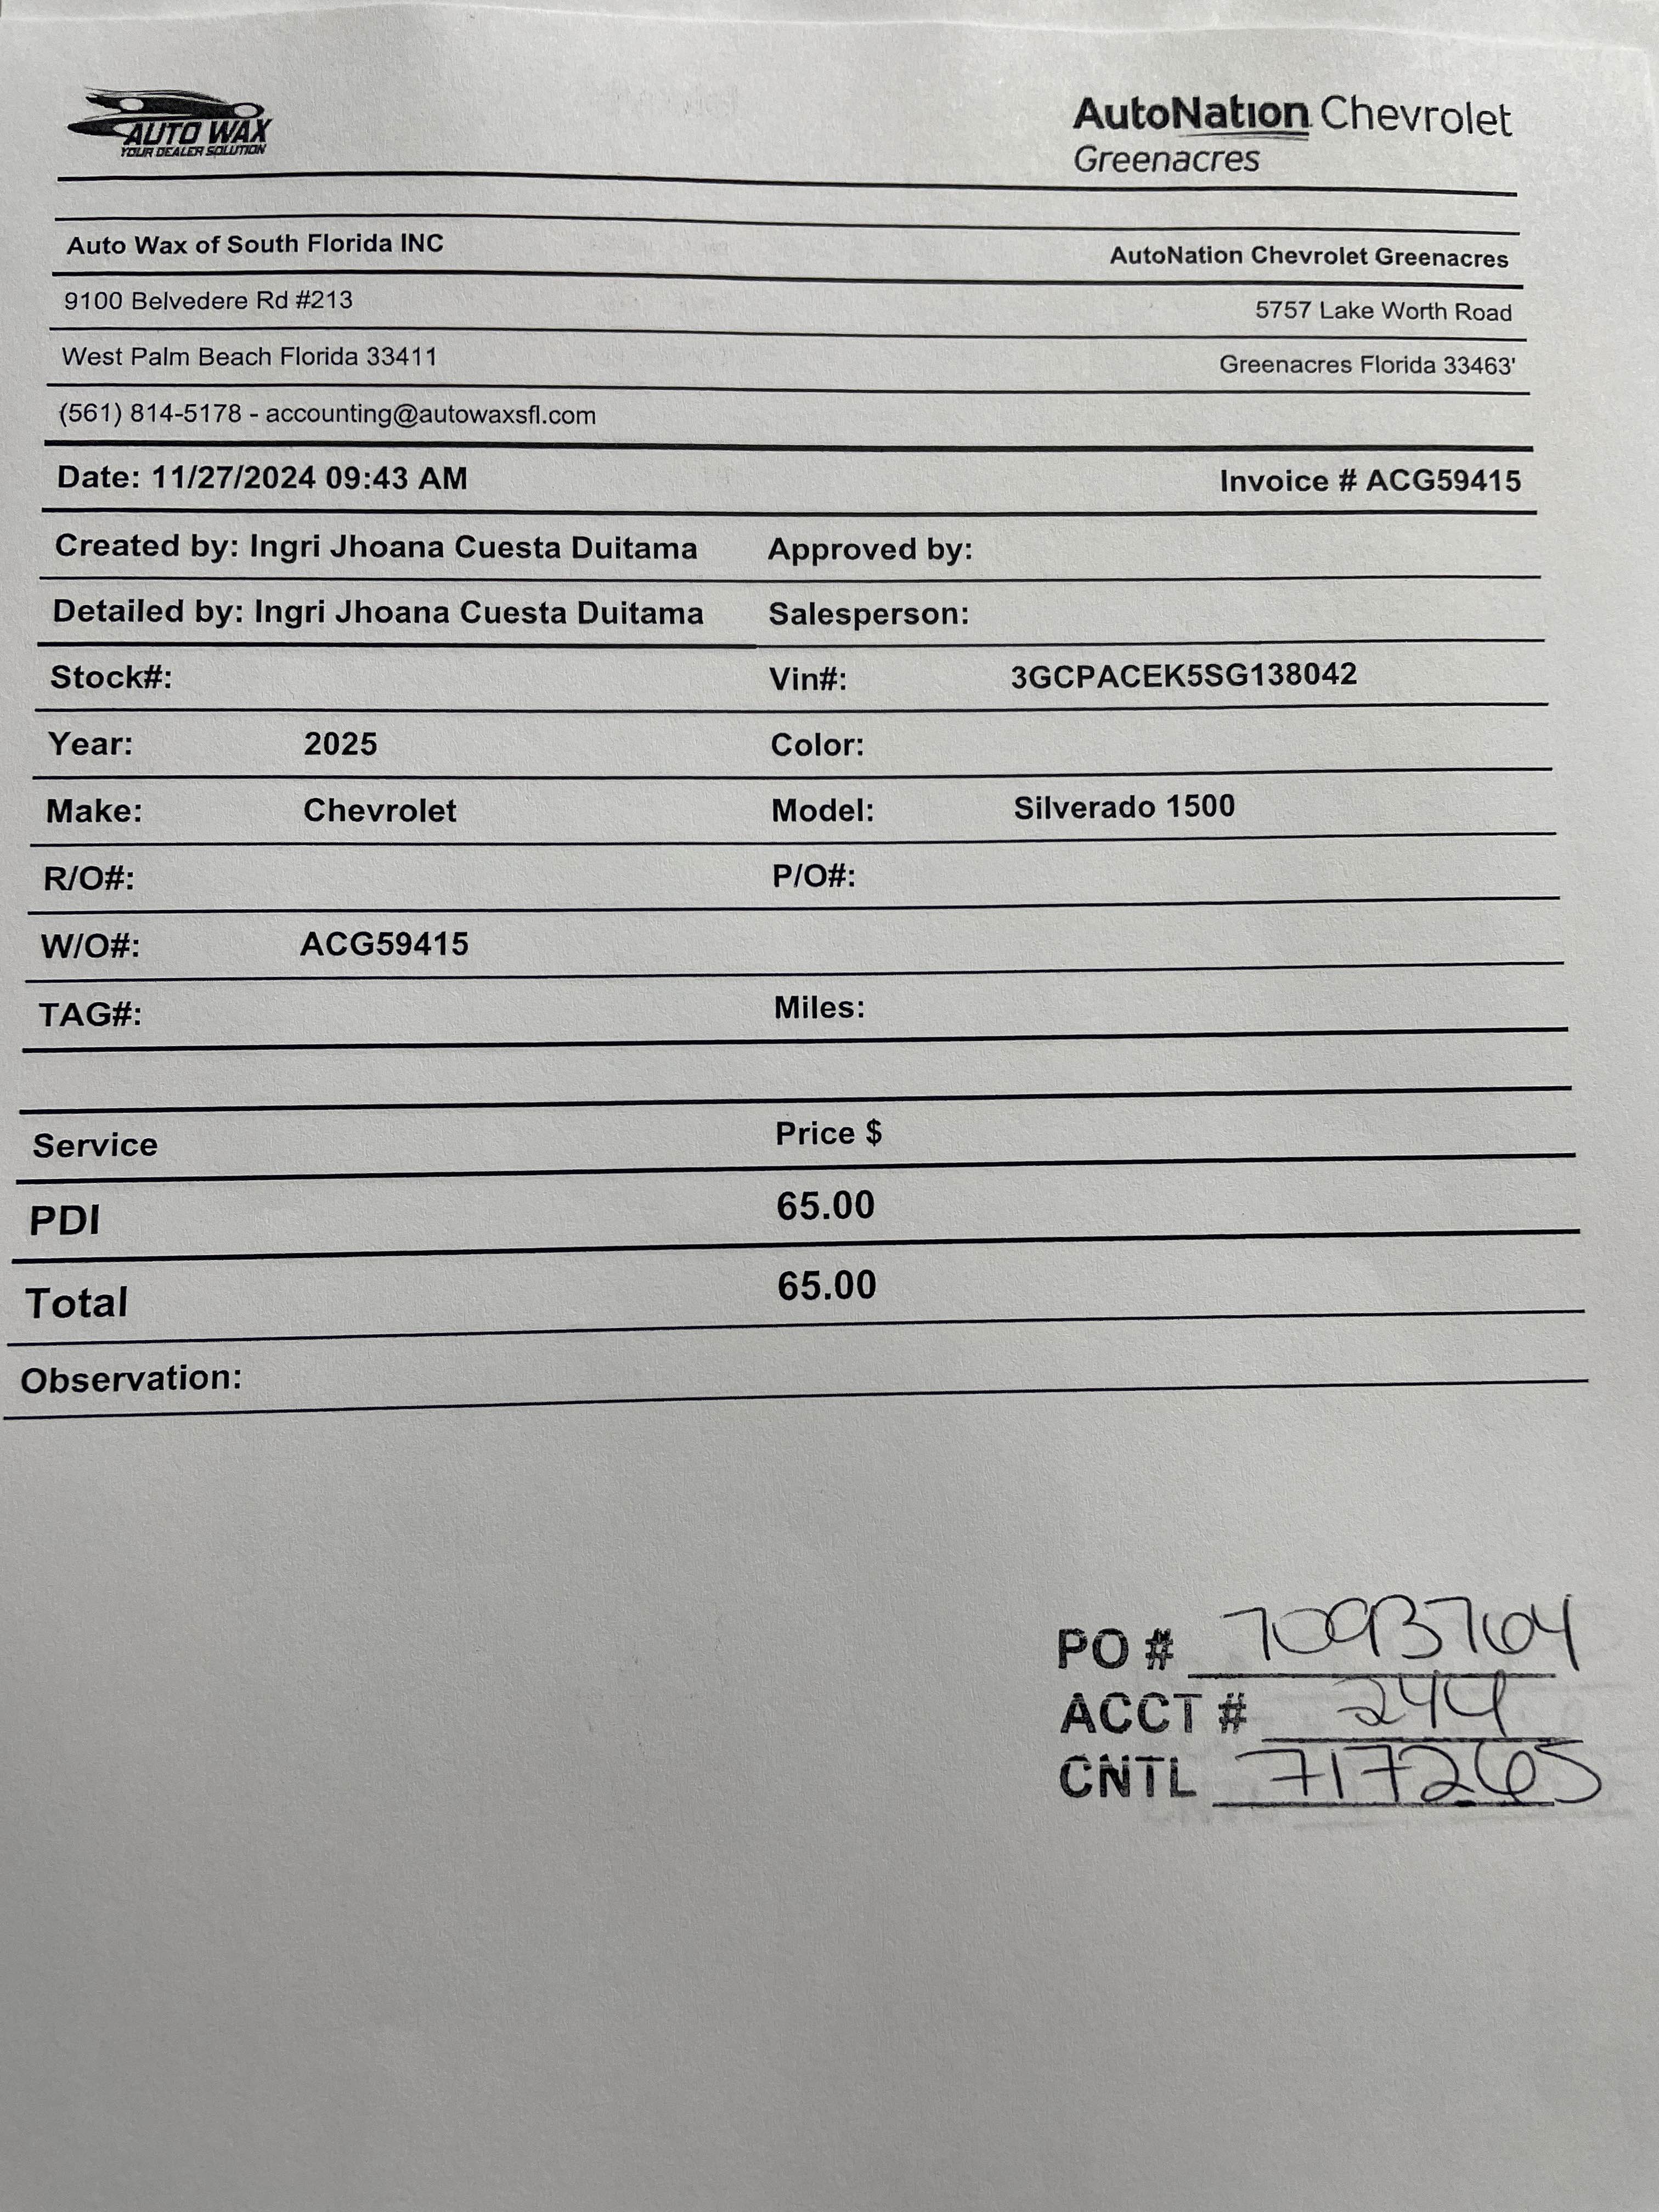 AUTO WAX
YOUR DEALER SOLUTION
AutoNation Chevrolet
Greenacres
Auto Wax of South Florida INC
AutoNation Chevrolet Greenacres
9100 Belvedere Rd #213
5757 Lake Worth Road
West Palm Beach Florida 33411
Greenacres Florida 33463'
(561) 814-5178 - accounting@autowaxsfl.com
Date: 11/27/2024 09:43 AM
Invoice # ACG59415
Created by: Ingri Jhoana Cuesta Duitama Approved by:
Detailed by: Ingri Jhoana Cuesta Duitama Salesperson:
Stock#: Vin#: 3GCPACEK5SG138042
Year: 2025 Color:
Make: Chevrolet Model: Silverado 1500
R/O#: P/O#:
W/O#: ACG59415
TAG#: Miles:
Service Price $
PDI 65.00
Total 65.00
Observation:
PO # 7093764
ACCT # 244
CNTL 717265